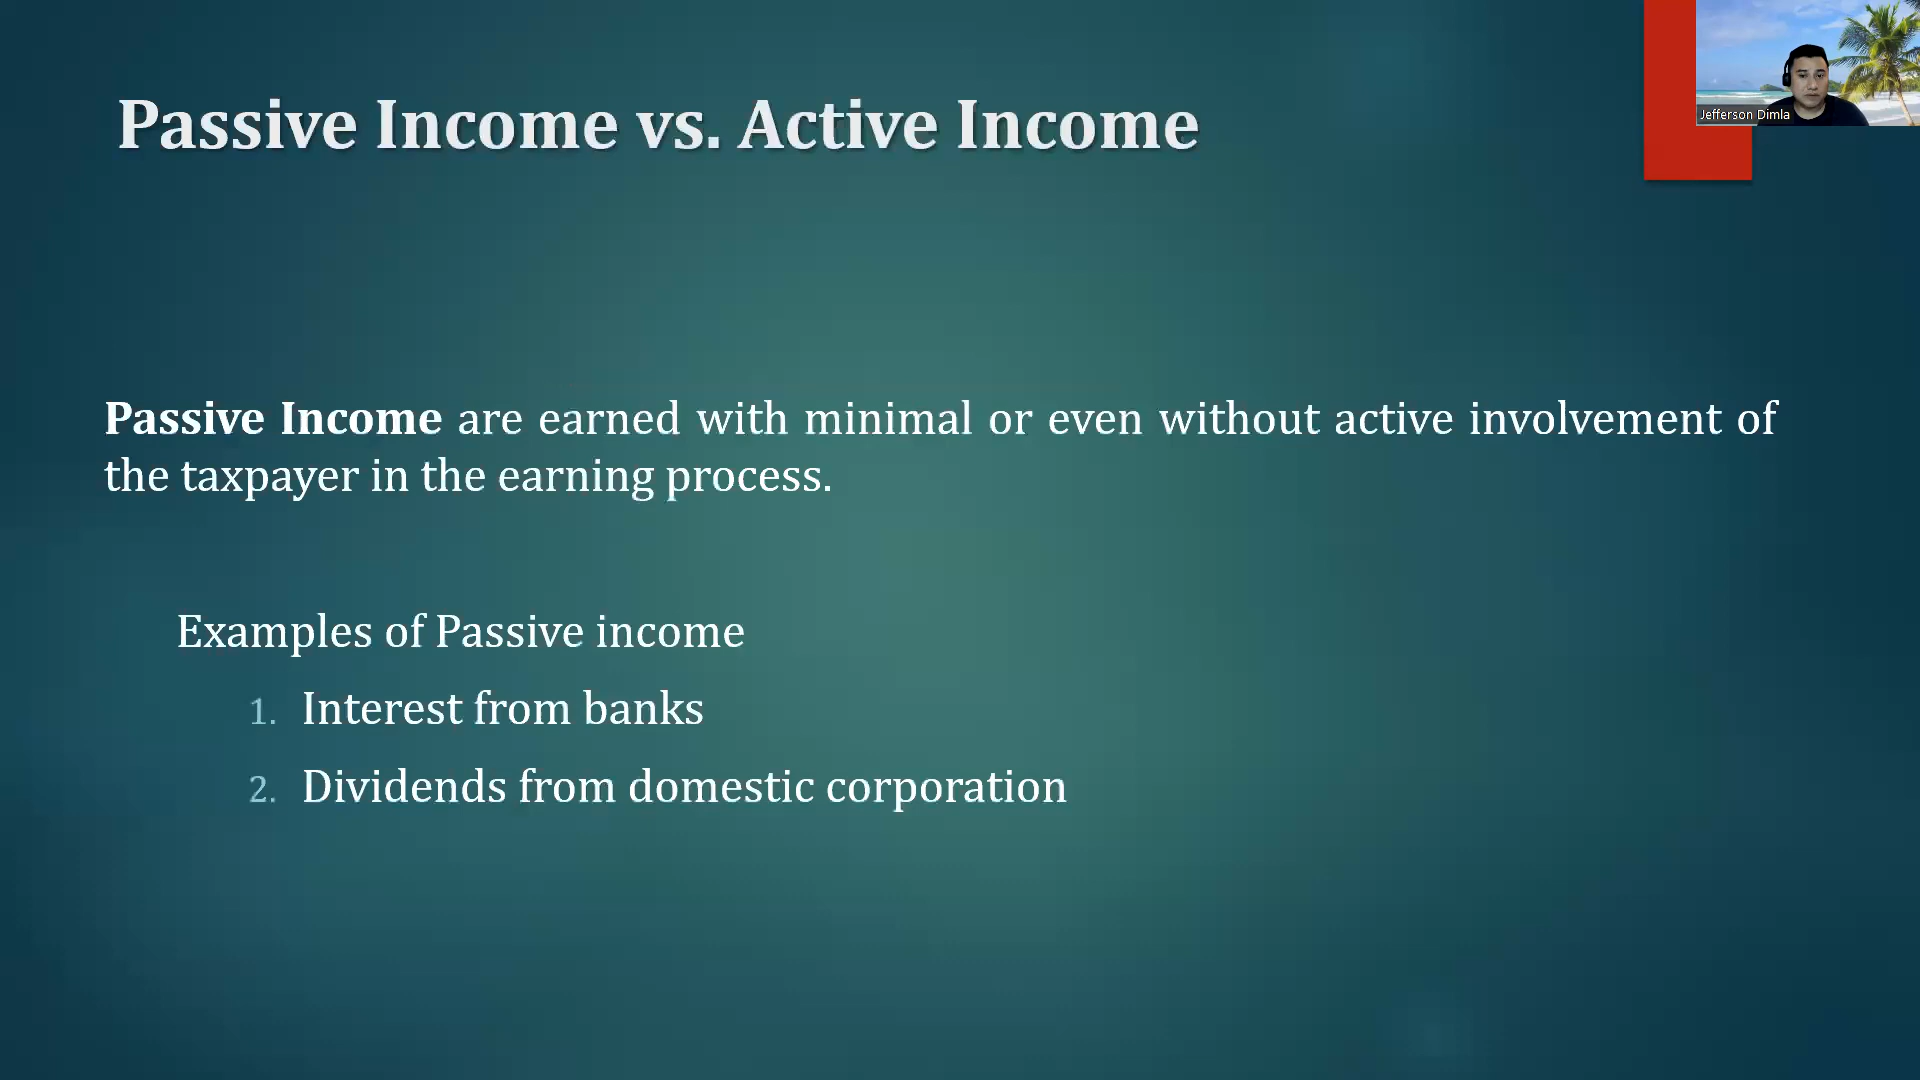 Passive Income vs. Active Income
Jefferson Dimla
Passive Income are earned with minimal or even without active involvement of
the taxpayer in the earning process.
Examples of Passive income
1. Interest from banks
2. Dividends from domestic corporation